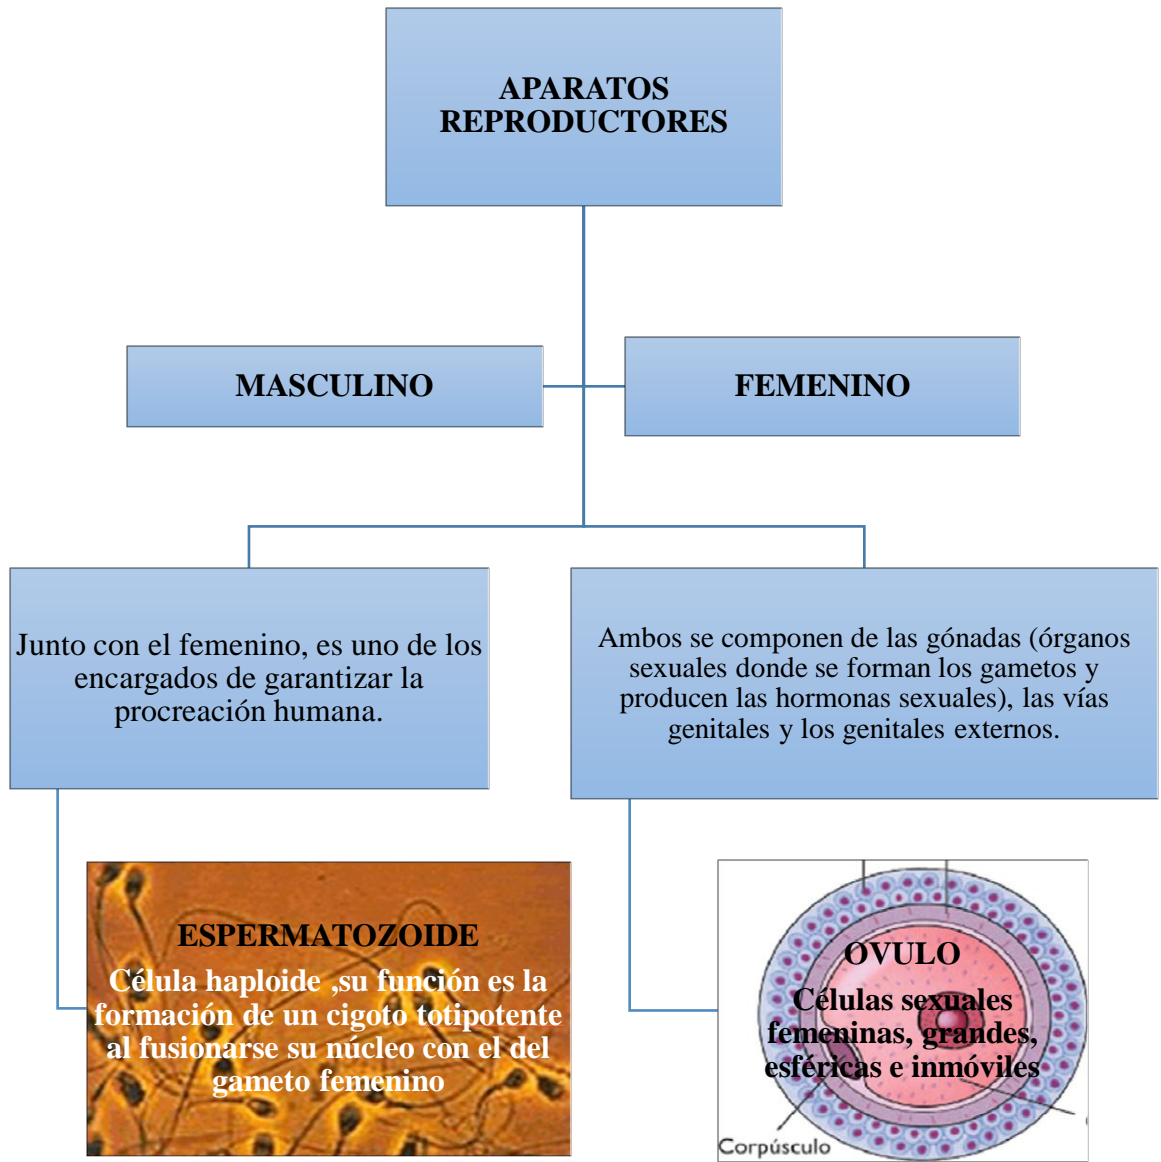 APARATOS
REPRODUCTORES
MASCULINO
FEMENINO
Junto con el femenino, es uno de los
encargados de garantizar la
procreación humana.
Ambos se componen de las gónadas (órganos
sexuales donde se forman los gametos y
producen las hormonas sexuales), las vías
genitales y los genitales externos.
ESPERMATOZOIDE
Célula haploide ,su función es la
formación de un cigoto totipotente
al fusionarse su núcleo con el del
gameto femenino
OVULO
Células sexuales
femeninas, grandes,
esféricas e inmóviles
Corpúsculo